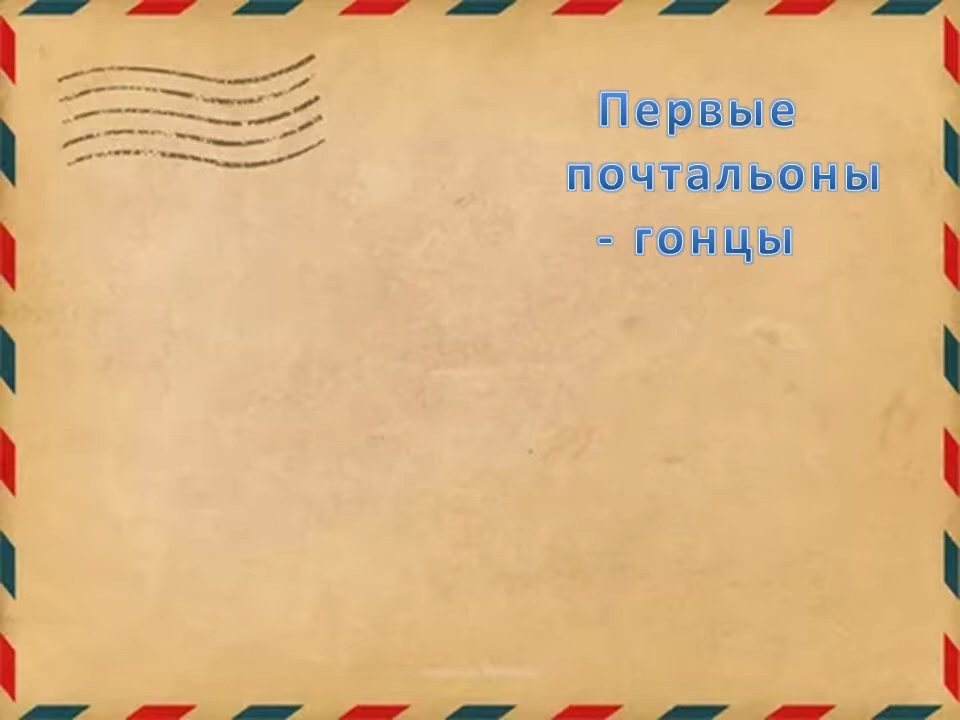 Первые
почтальоны
- гонцы